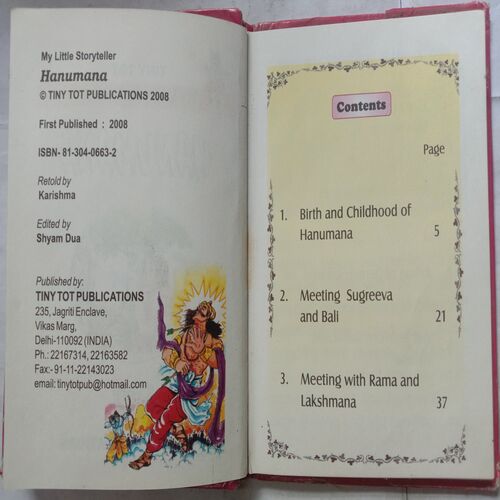 My Little Storyteller
Hanumana
© TINY TOT PUBLICATIONS 2008
First Published : 2008
ISBN- 81-304-0663-2
Retold by
Karishma
Edited by
Shyam Dua
Published by:
TINY TOT PUBLICATIONS
235, Jagriti Enclave,
Vikas Marg,
Delhi-110092 (INDIA)
Ph.: 22167314, 22163582
Fax:- 91-11-22143023
email: tinytotpub@hotmail.com
Contents
Page
1. Birth and Childhood of
Hanumana 5
2. Meeting Sugreeva
and Bali 21
3. Meeting with Rama and
Lakshmana 37